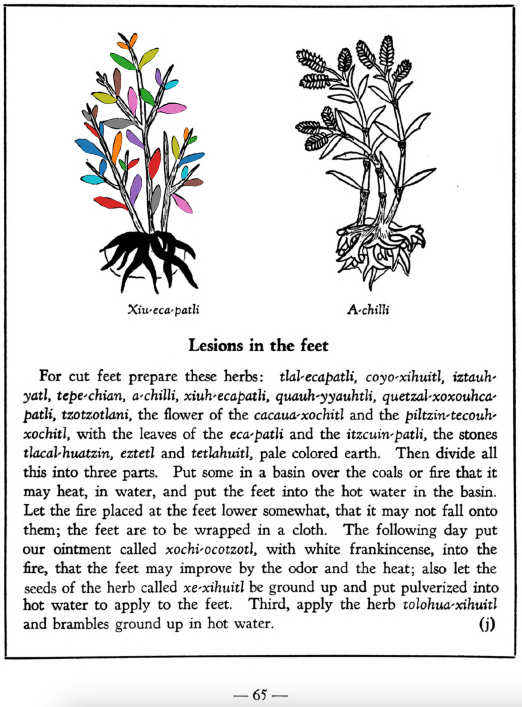 Xiu-eca-patli
A-chilli
Lesions in the feet
For cut feet prepare these herbs: tlal-ecapatli, coyo-xihuitl, iztauh-
yatl, tepe-chian, a-chilli, xiuh-ecapatli, quauh-yyauhtli, quetzal-xoxouhca-
patli, tzotzotlani, the flower of the cacaua-xochitl and the piltzin-tecouh-
xochitl, with the leaves of the eca-patli and the itzcuin-patli, the stones
tlacal-huatzin, eztetl and tetlahuitl, pale colored earth. Then divide all
this into three parts. Put some in a basin over the coals or fire that it
may heat, in water, and put the feet into the hot water in the basin.
Let the fire placed at the feet lower somewhat, that it may not fall onto
them; the feet are to be wrapped in a cloth. The following day put
our ointment called xochi-ocotzotl, with white frankincense, into the
fire, that the feet may improve by the odor and the heat; also let the
seeds of the herb called xe-xihuitl be ground up and put pulverized into
hot water to apply to the feet. Third, apply the herb tolohua-xihuitl
and brambles ground up in hot water. (j)
— 65 —